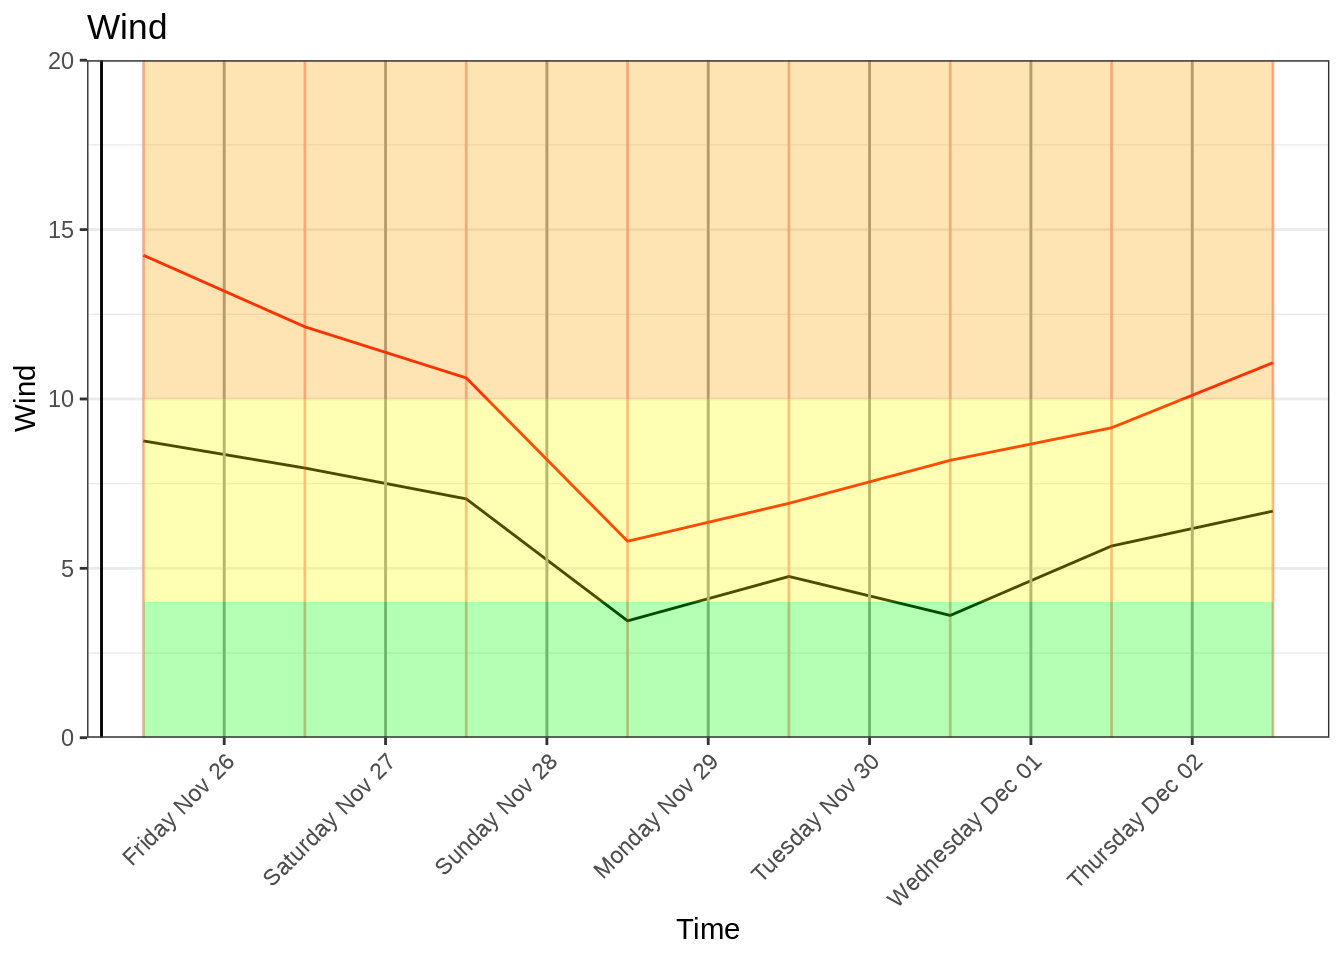 Wind
20
15
10
5
0
Wind
Friday Nov 26
Saturday Nov 27
Sunday Nov 28
Monday Nov 29
Tuesday Nov 30
Wednesday Dec 01
Thursday Dec 02
Time